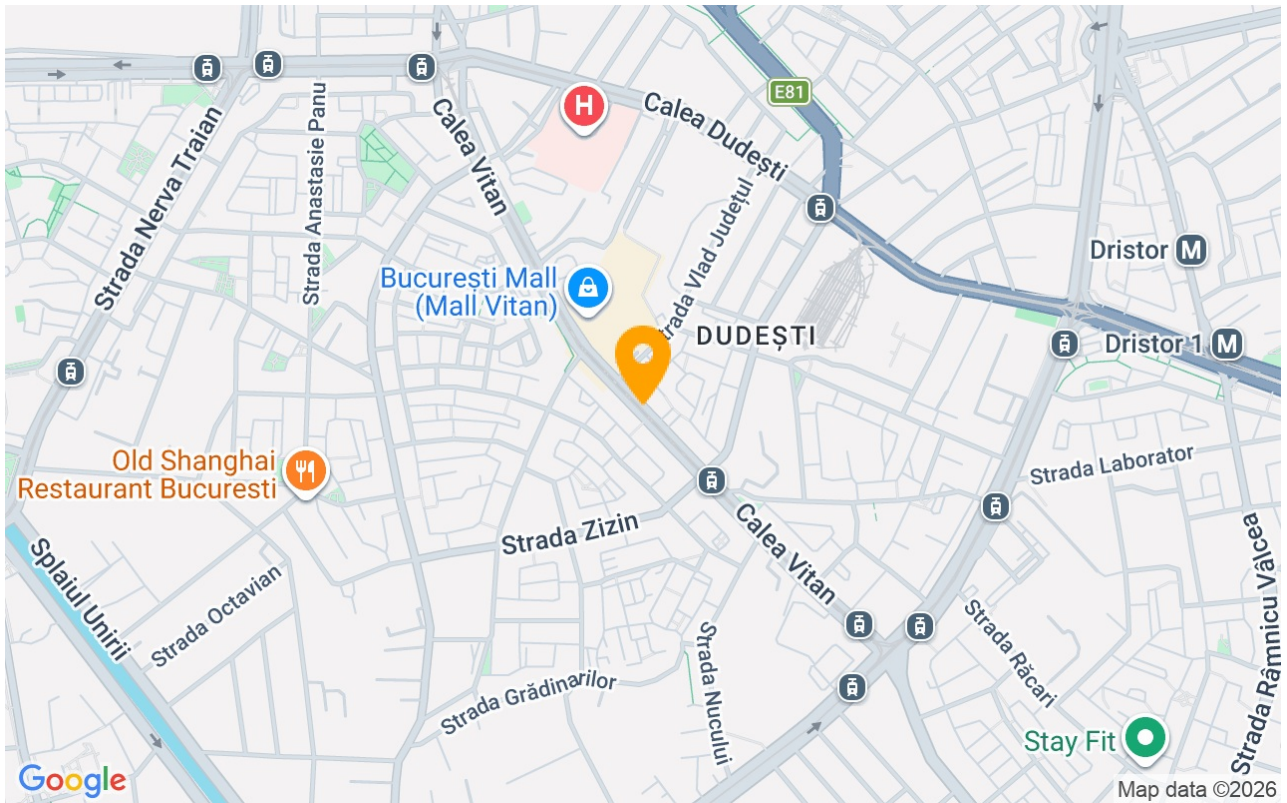 E81
Calea Dudești
Calea Vitan
Strada Nerva Traian
Strada Anastasie Panu
H
Strada Vlad Județul
Dristor M
București Mall
(Mall Vitan)
DUDEȘTI
Dristor 1 M
Old Shanghai
Restaurant Bucuresti
Strada Laborator
Strada Zizin
Calea Vitan
Splaiul Unirii
Strada Octavian
Strada Râmnicu Vâlcea
Strada Răcari
Strada Nucului
Strada Grădinarilor
Stay Fit
Google
Map data ©2026